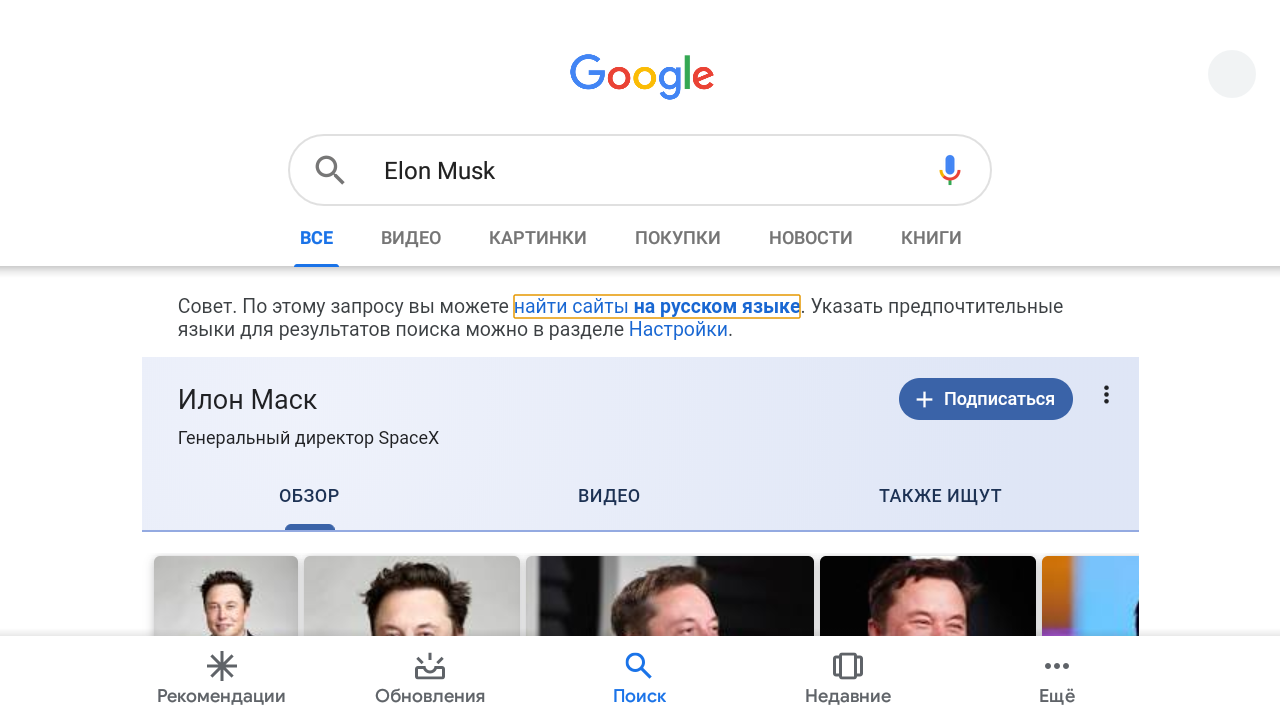 Google
Elon Musk
ВСЕ ВИДЕО КАРТИНКИ ПОКУПКИ НОВОСТИ КНИГИ
Совет. По этому запросу вы можете найти сайты на русском языке. Указать предпочтительные
языки для результатов поиска можно в разделе Настройки.
Илон Маск
Подписаться
Генеральный директор SpaceX
ОБЗОР ВИДЕО ТАКЖЕ ИЩУТ
Рекомендации Обновления Поиск Недавние Ещё